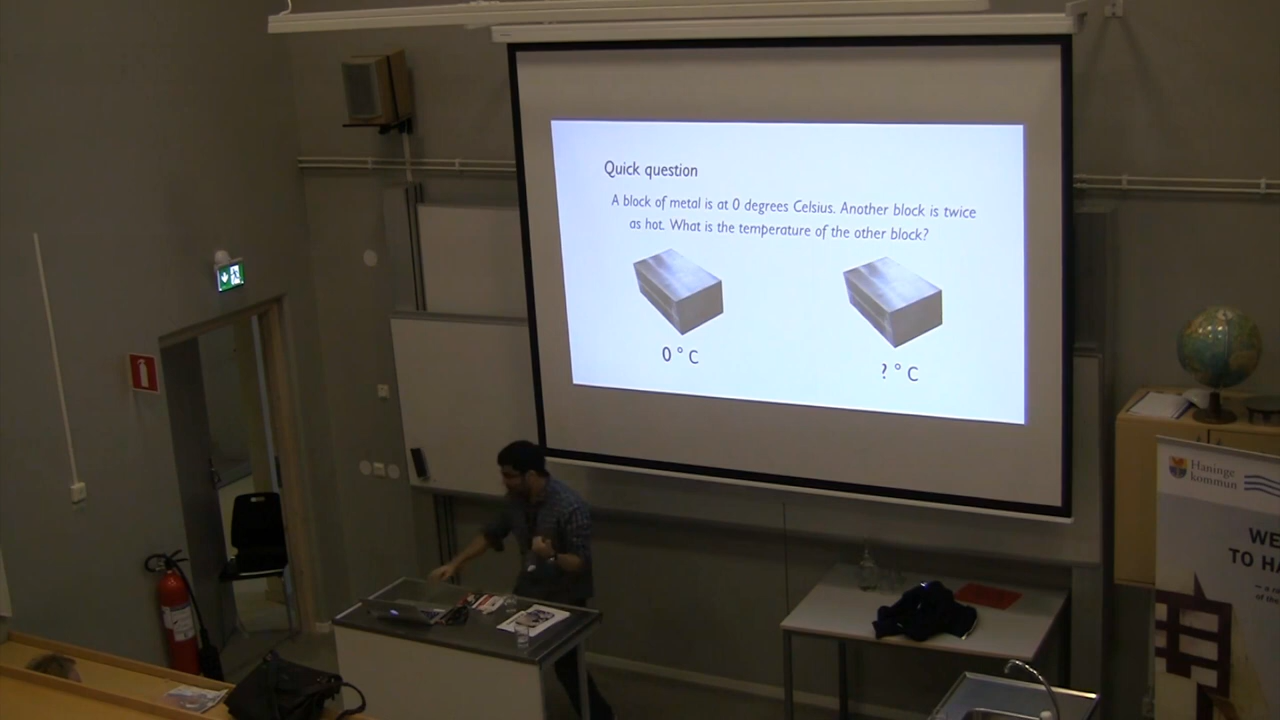 Quick question
A block of metal is at 0 degrees Celsius. Another block is twice
as hot. What is the temperature of the other block?
0 ° C
? ° C
Haninge
kommun
WE
TO HA